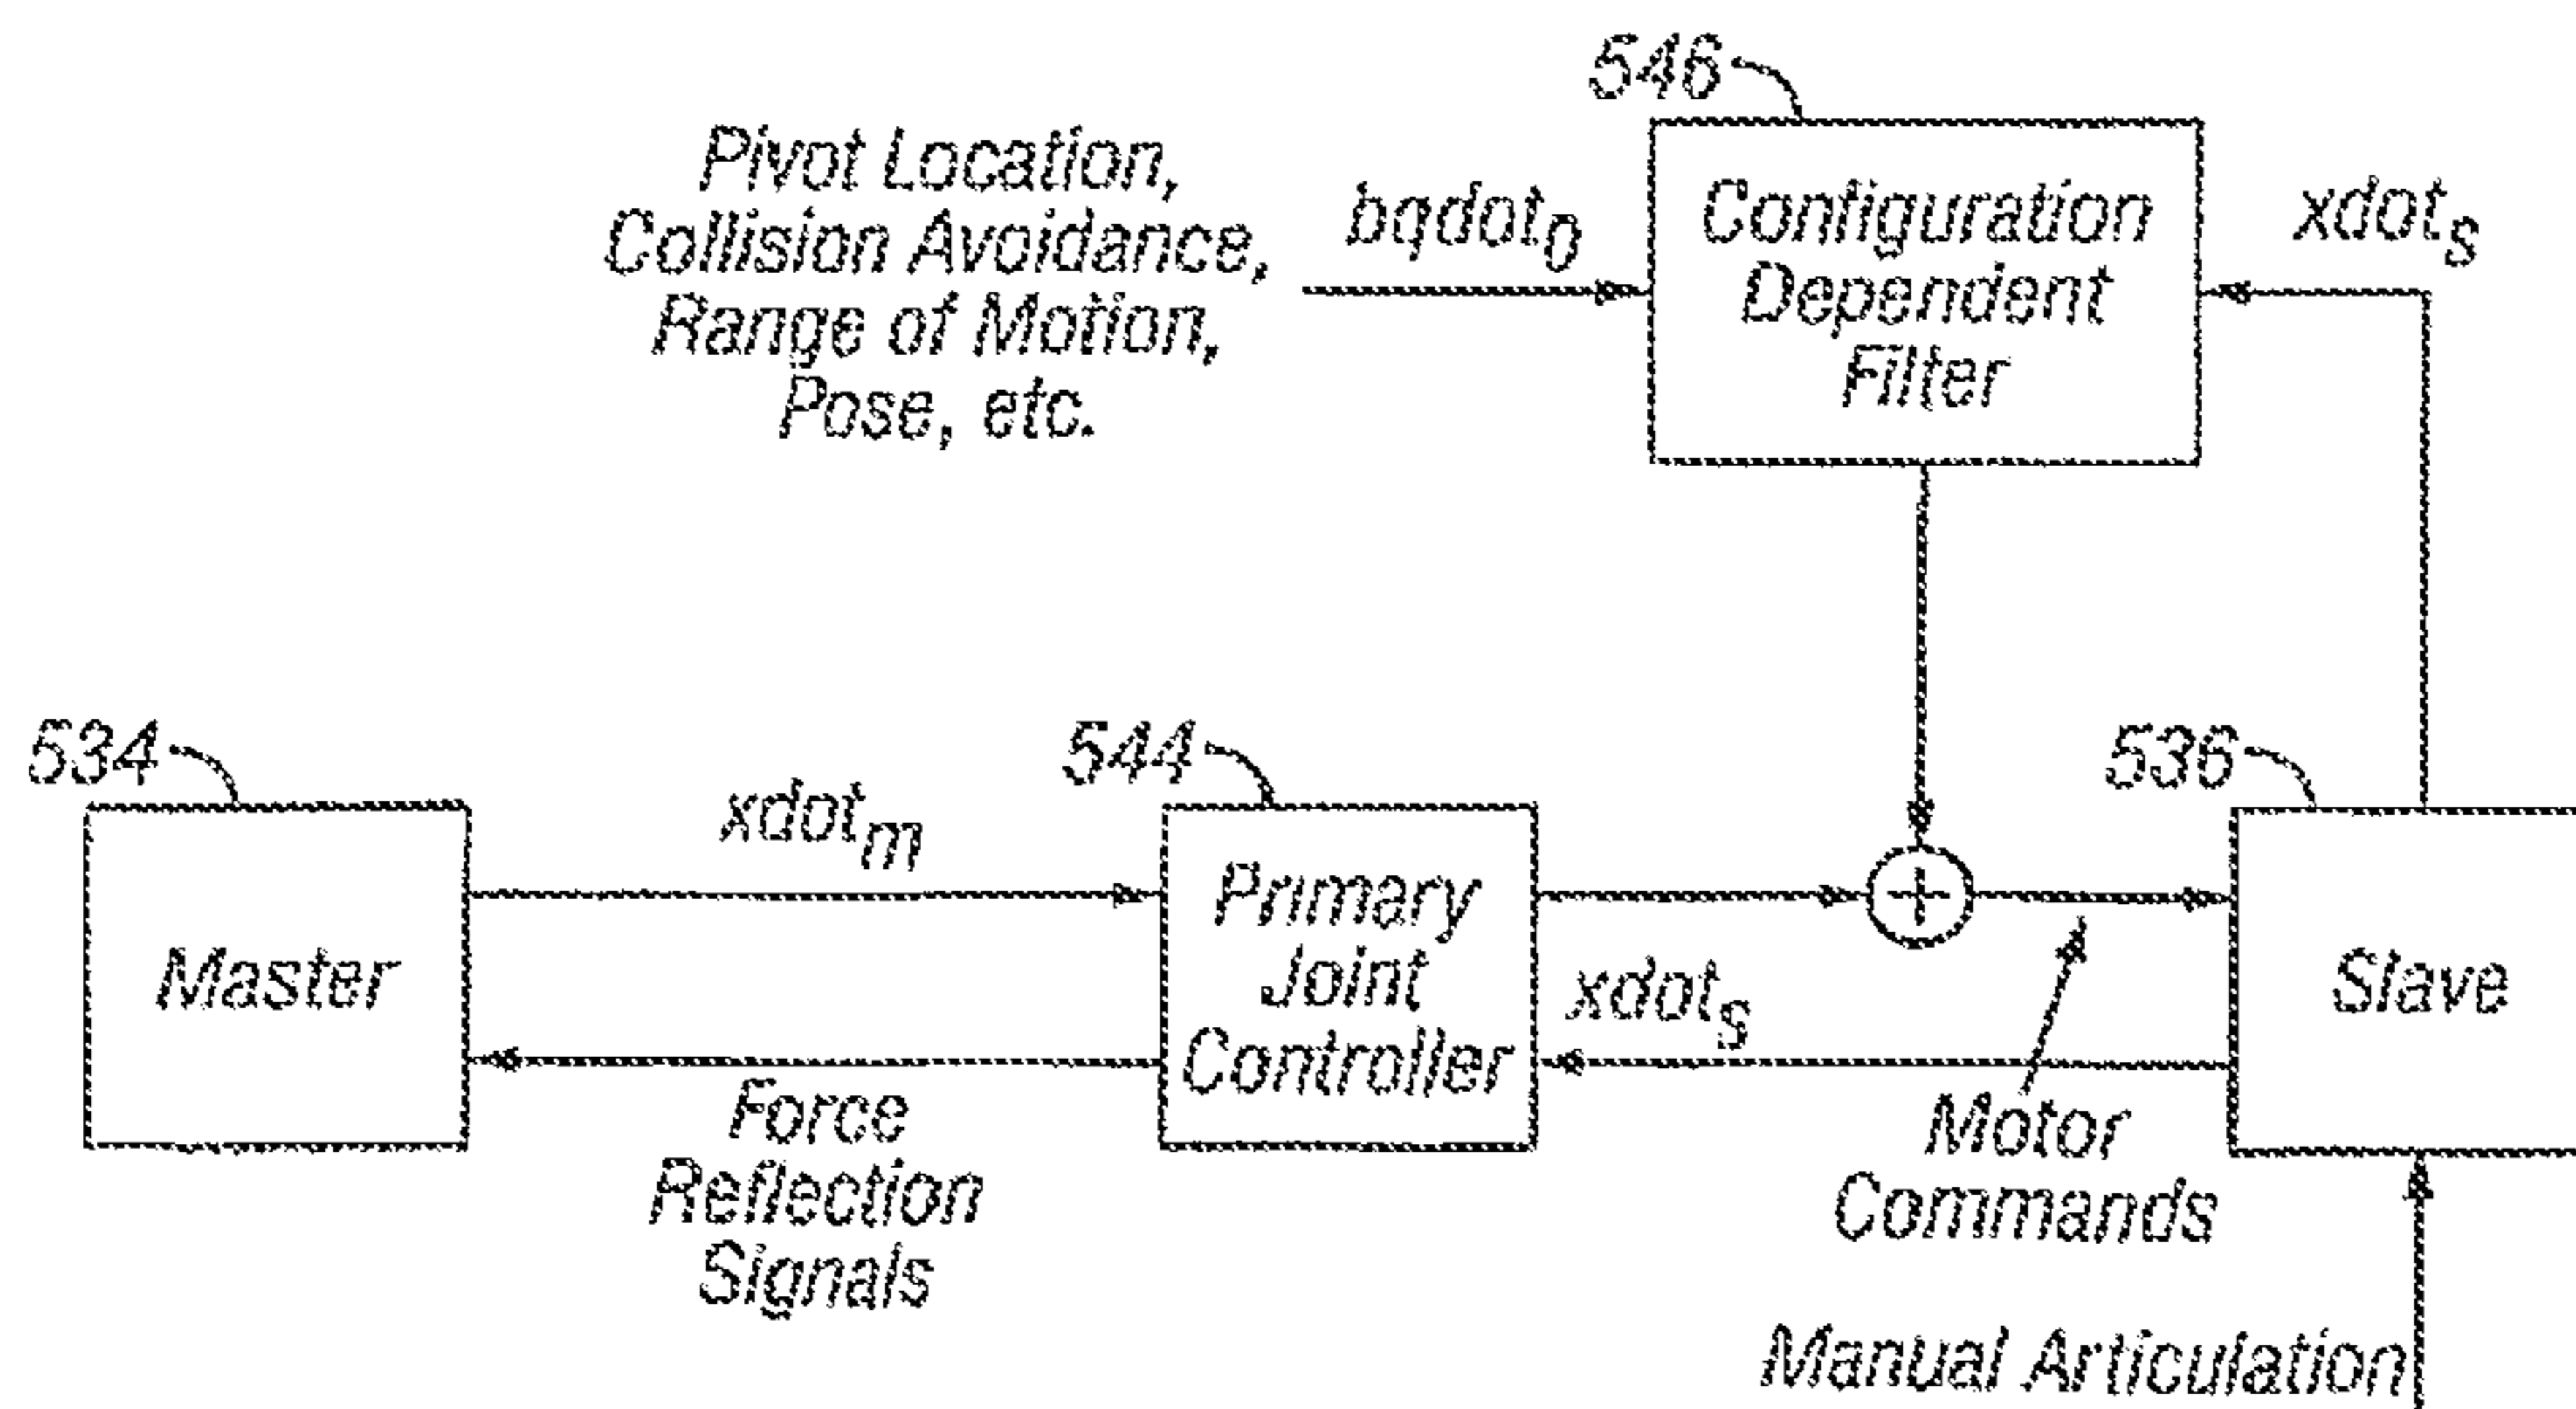 546
Pivot Location,
Collision Avoidance,
Range of Motion,
Pose, etc.
bqdot0
Configuration
Dependent
Filter
xdots
534
Master
xdotm
Force
Reflection
Signals
544
Primary
Joint
Controller
+
xdots
Motor
Commands
536
Slave
Manual Articulation